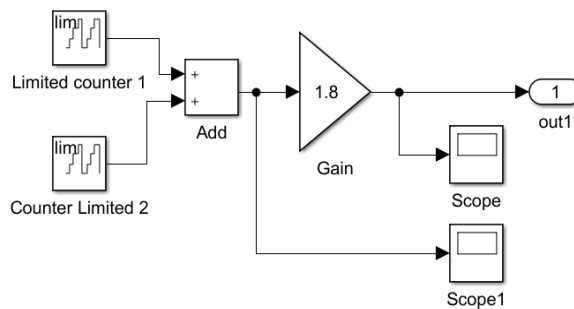 lim
Limited counter 1
+
+
Add
1.8
Gain
1
out1
lim
Counter Limited 2
Scope
Scope1